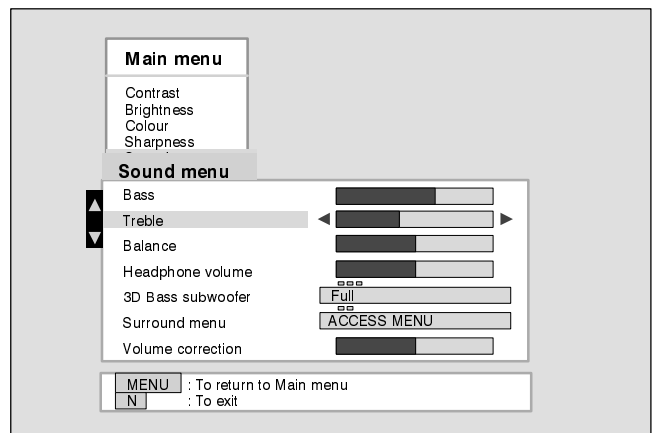 Main menu
Contrast
Brightness
Colour
Sharpness
Sound menu
Bass
Treble
Balance
Headphone volume
3D Bass subwoofer Full
Surround menu ACCESS MENU
Volume correction
MENU : To return to Main menu
N : To exit